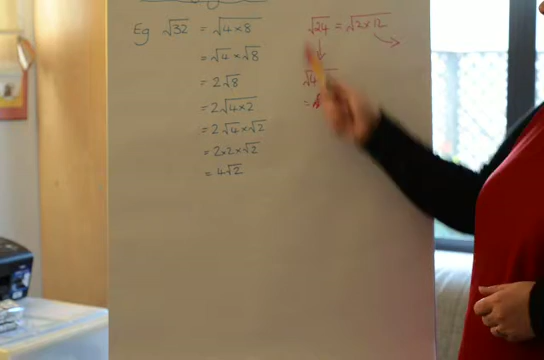 Eg √32 = √4 × 8
= √4 × √8
= 2√8
= 2√4 × 2
= 2√4 × √2
= 2 × 2 × √2
= 4√2
√24 = √2 × 12
√4
=